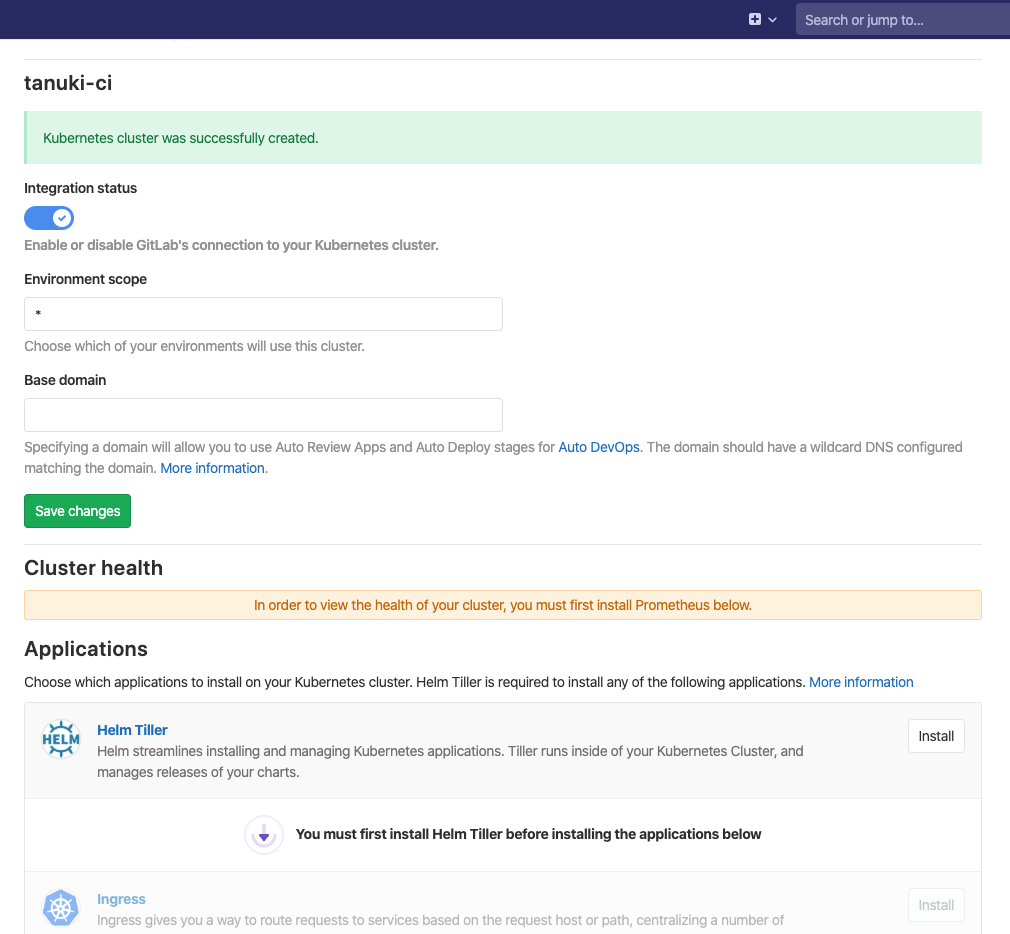 Search or jump to...
tanuki-ci
Kubernetes cluster was successfully created.
Integration status
Enable or disable GitLab's connection to your Kubernetes cluster.
Environment scope
*
Choose which of your environments will use this cluster.
Base domain
Specifying a domain will allow you to use Auto Review Apps and Auto Deploy stages for Auto DevOps. The domain should have a wildcard DNS configured
matching the domain. More information.
Save changes
Cluster health
In order to view the health of your cluster, you must first install Prometheus below.
Applications
Choose which applications to install on your Kubernetes cluster. Helm Tiller is required to install any of the following applications. More information
HELM
Helm Tiller
Install
Helm streamlines installing and managing Kubernetes applications. Tiller runs inside of your Kubernetes Cluster, and
manages releases of your charts.
You must first install Helm Tiller before installing the applications below
Ingress
Install
Ingress gives you a way to route requests to services based on the request host or path, centralizing a number of